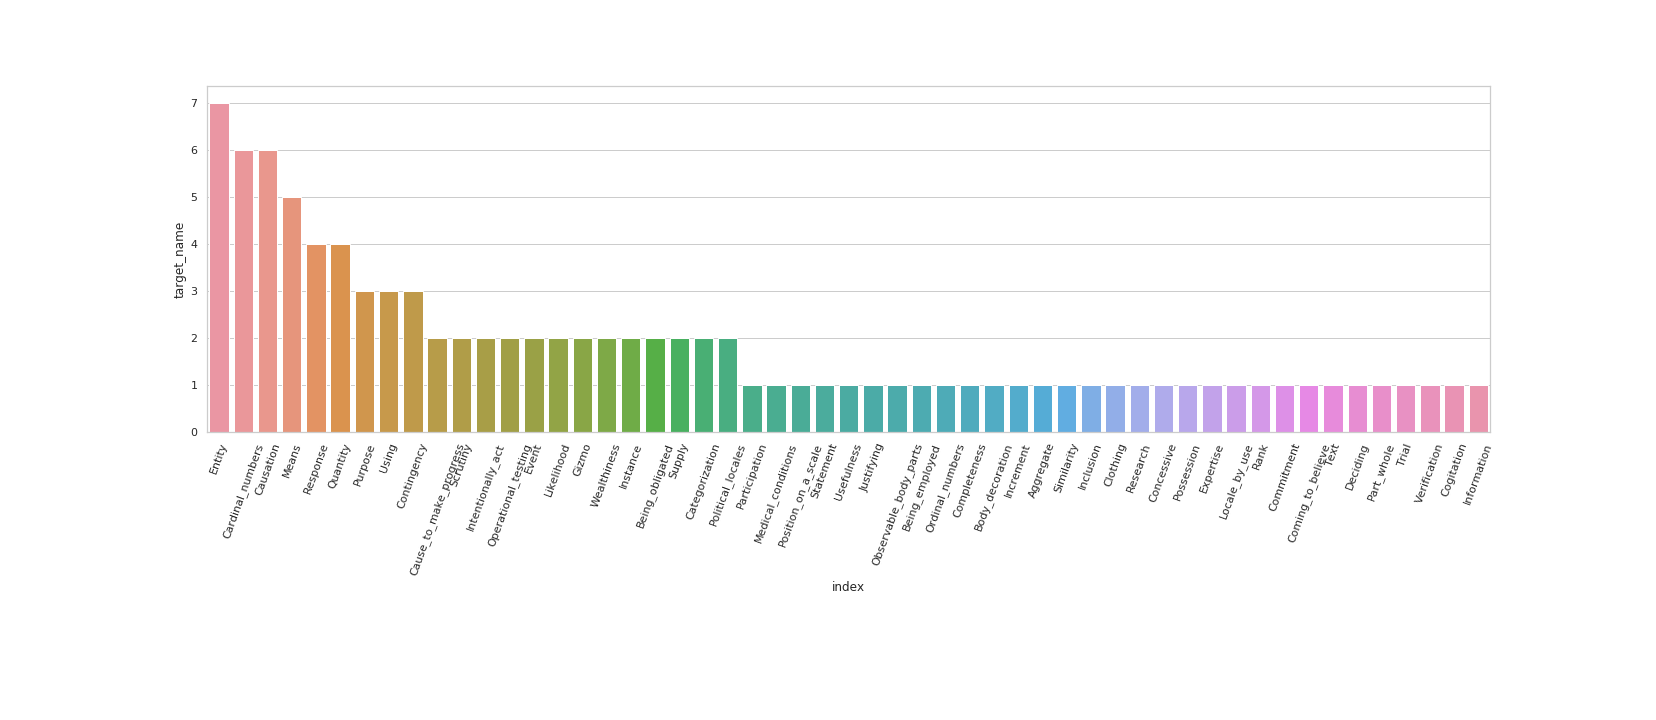 7
6
5
4
3
2
1
0
target_name
Entity
Cardinal_numbers
Causation
Means
Response
Quantity
Purpose
Using
Contingency
Cause_to_make_progress
Scrutiny
Intentionally_act
Operational_testing
Event
Likelihood
Gizmo
Wealthiness
Instance
Being_obligated
Supply
Categorization
Political_locales
Participation
Medical_conditions
Position_on_a_scale
Statement
Usefulness
Justifying
Observable_body_parts
Being_employed
Ordinal_numbers
Completeness
Body_decoration
Increment
Aggregate
Similarity
Inclusion
Clothing
Research
Concessive
Possession
Expertise
Locale_by_use
Rank
Commitment
Coming_to_believe
Text
Deciding
Part_whole
Trial
Verification
Cogitation
Information
index